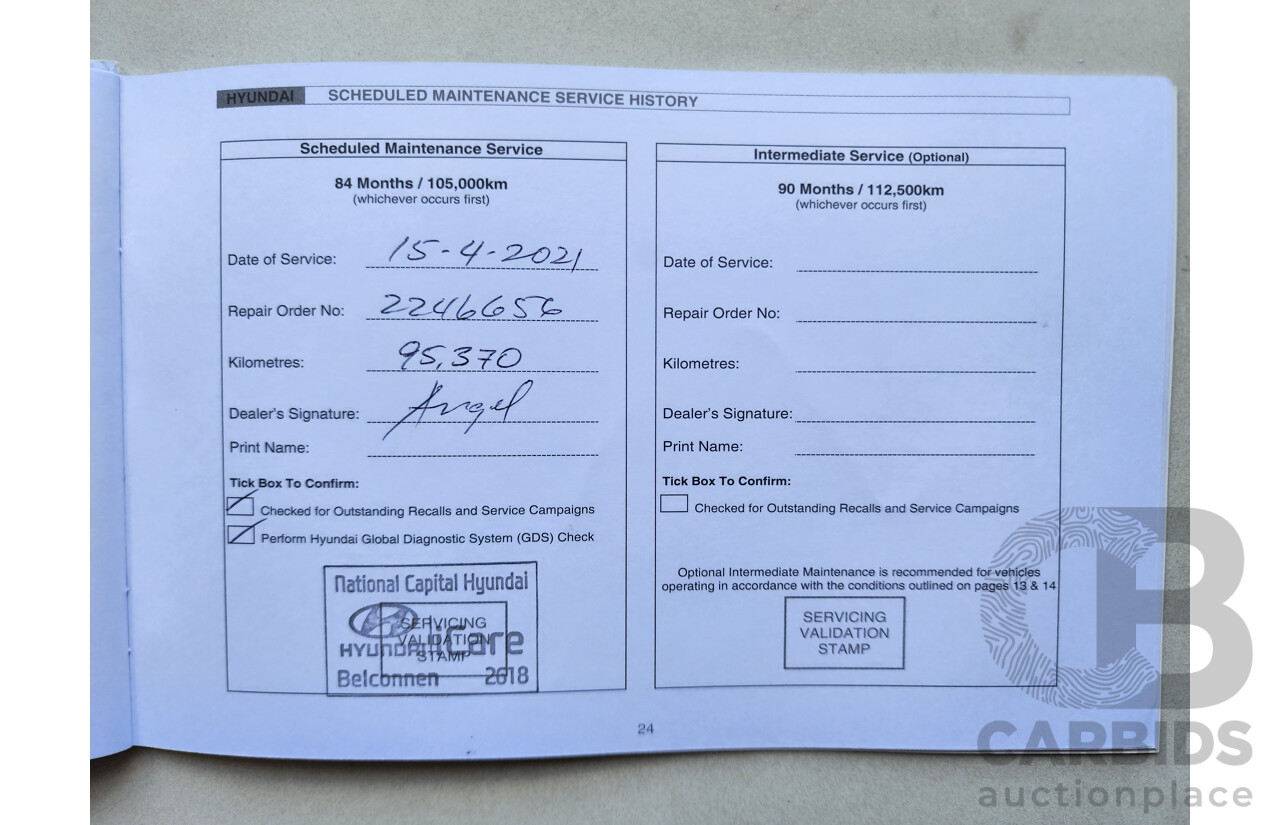 HYUNDAI SCHEDULED MAINTENANCE SERVICE HISTORY
Scheduled Maintenance Service
84 Months / 105,000km
(whichever occurs first)
Date of Service: 15-4-2021
Repair Order No: 2246656
Kilometres: 95,370
Dealer's Signature: Angel
Print Name:
Tick Box To Confirm:
Checked for Outstanding Recalls and Service Campaigns
Perform Hyundai Global Diagnostic System (GDS) Check
National Capital Hyundai
SERVICING
VALIDATION
STAMP
HYUNDAI iCare
Belconnen 2618
Intermediate Service (Optional)
90 Months / 112,500km
(whichever occurs first)
Date of Service:
Repair Order No:
Kilometres:
Dealer's Signature:
Print Name:
Tick Box To Confirm:
Checked for Outstanding Recalls and Service Campaigns
Optional Intermediate Maintenance is recommended for vehicles
operating in accordance with the conditions outlined on pages 13 & 14
SERVICING
VALIDATION
STAMP
24
CB
CARBIDS
auctionplace